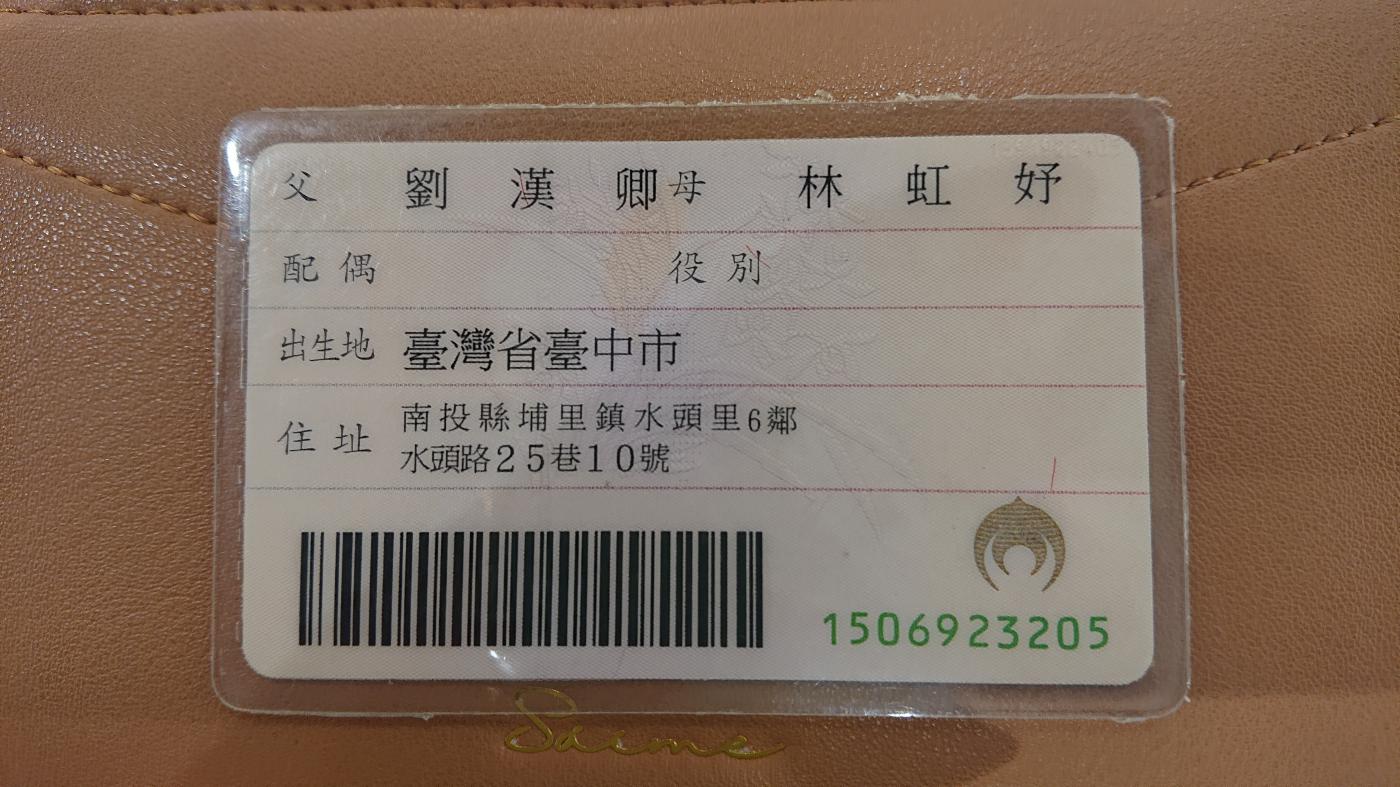 父 劉漢卿 母 林虹妤
配偶 役別
出生地 臺灣省臺中市
住址 南投縣埔里鎮水頭里6鄰
水頭路25巷10號
1506923205
Saime